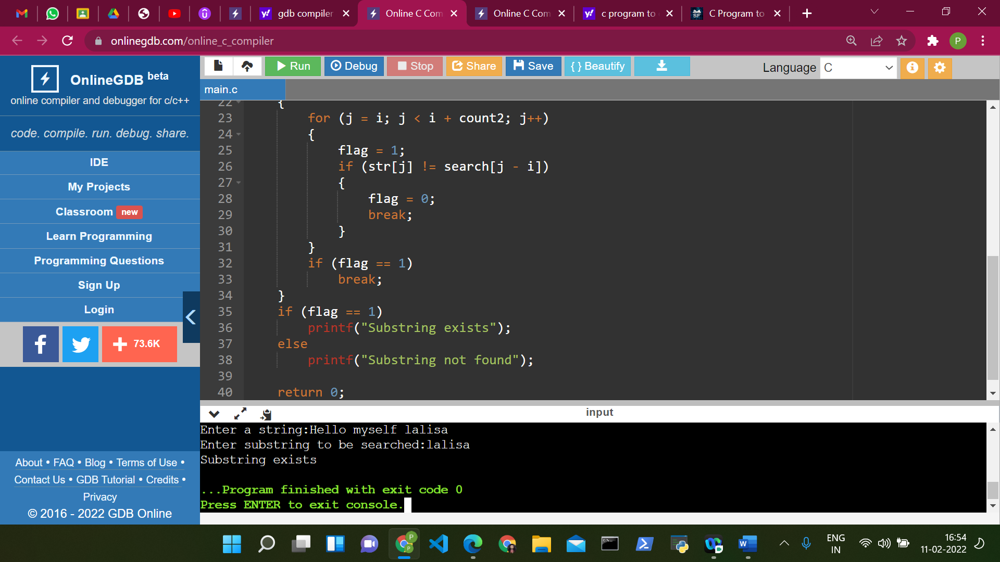 gdb compiler
Online C Com
Online C Com
c program to
C Program to
onlinegdb.com/online_c_compiler
P
OnlineGDB beta
online compiler and debugger for c/c++
code. compile. run. debug. share.
IDE
My Projects
Classroom new
Learn Programming
Programming Questions
Sign Up
Login
73.6K
About • FAQ • Blog • Terms of Use •
Contact Us • GDB Tutorial • Credits •
Privacy
© 2016 - 2022 GDB Online
Run Debug Stop Share Save { } Beautify
Language C
main.c
22 {
23 for (j = i; j < i + count2; j++)
24 {
25 flag = 1;
26 if (str[j] != search[j - i])
27 {
28 flag = 0;
29 break;
30 }
31 }
32 if (flag == 1)
33 break;
34 }
35 if (flag == 1)
36 printf("Substring exists");
37 else
38 printf("Substring not found");
39
40 return 0;
input
Enter a string:Hello myself lalisa
Enter substring to be searched:lalisa
Substring exists
...Program finished with exit code 0
Press ENTER to exit console.
ENG
IN
16:54
11-02-2022